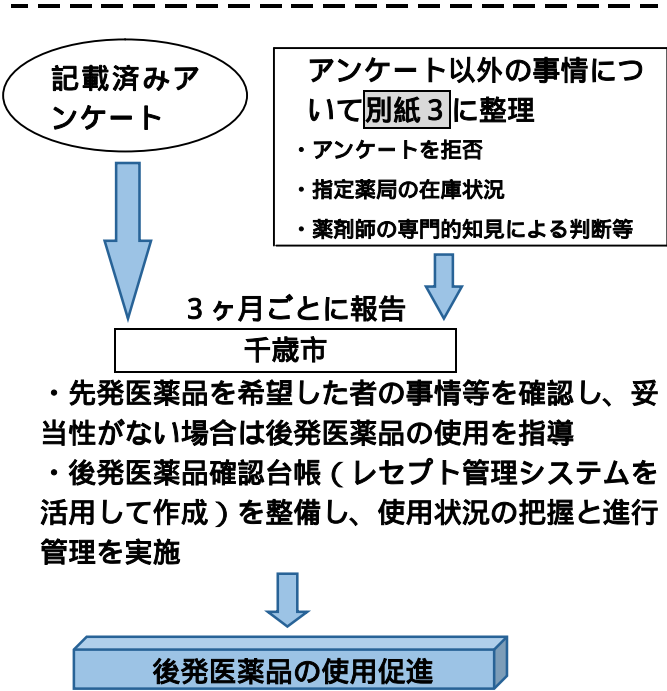 記載済みア
ンケート
アンケート以外の事情につ
いて別紙３に整理
・アンケートを拒否
・指定薬局の在庫状況
・薬剤師の専門的知見による判断等
３ヶ月ごとに報告
千歳市
・先発医薬品を希望した者の事情等を確認し、妥
当性がない場合は後発医薬品の使用を指導
・後発医薬品確認台帳（レセプト管理システムを
活用して作成）を整備し、使用状況の把握と進行
管理を実施
後発医薬品の使用促進